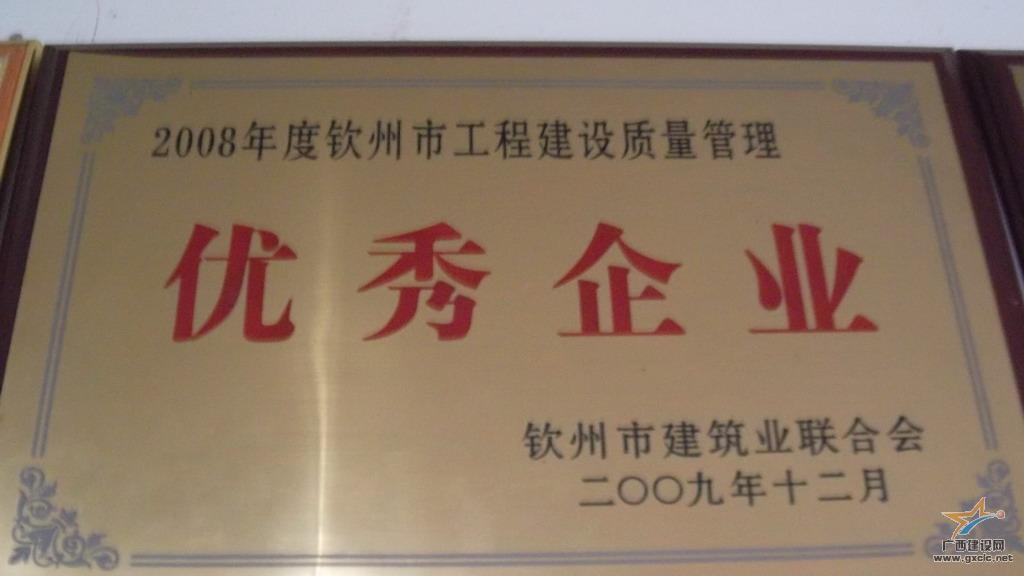 2008年度钦州市工程建设质量管理
优秀企业
钦州市建筑业联合会
二〇〇九年十二月
广西建设网
www.gxcic.net